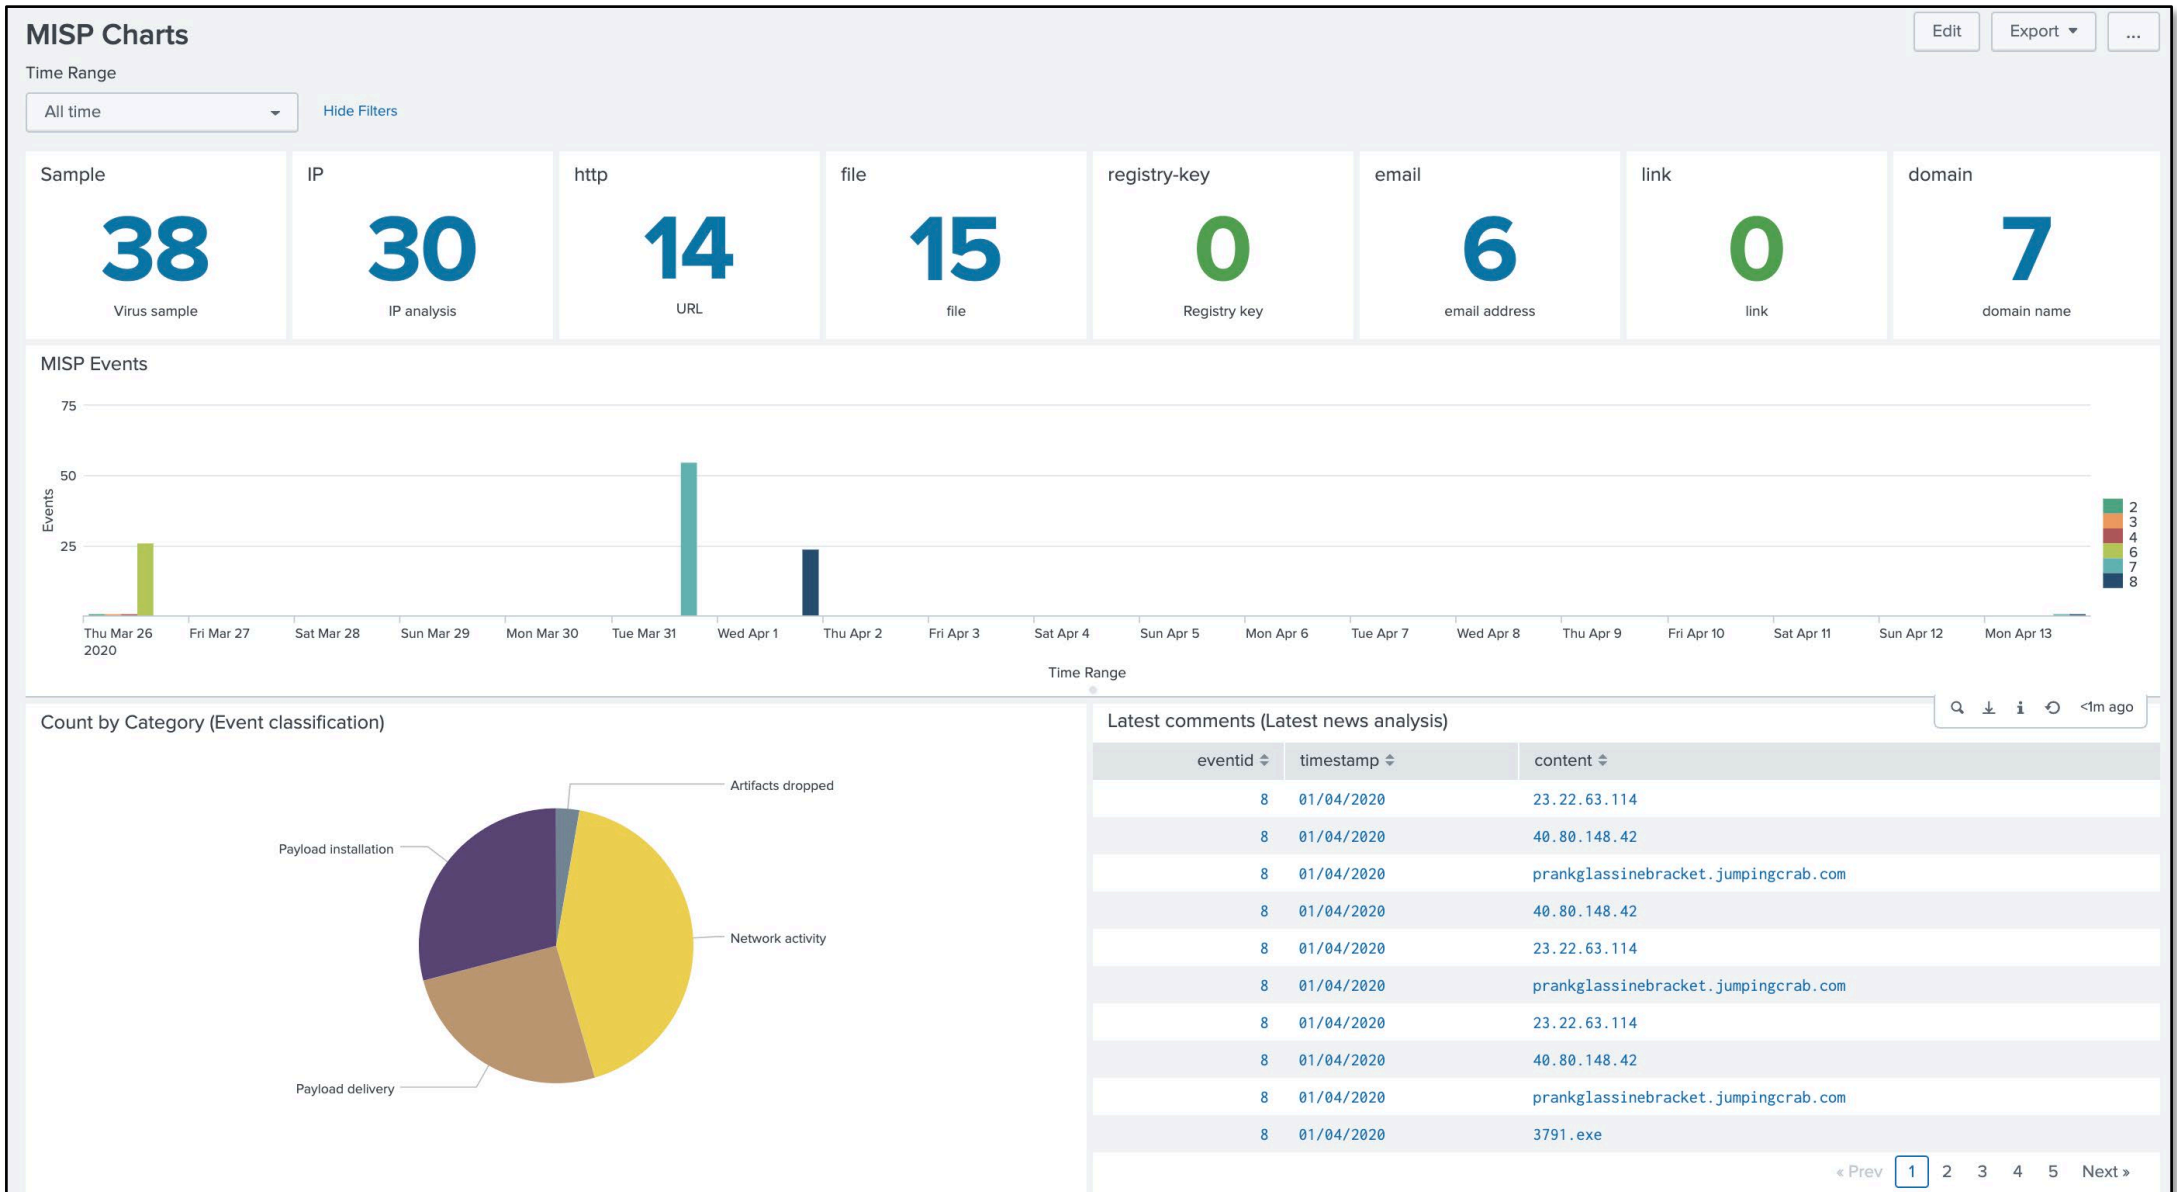 MISP Charts
Edit
Export
...
Time Range
All time
Hide Filters
Sample
38
Virus sample
IP
30
IP analysis
http
14
URL
file
15
file
registry-key
0
Registry key
email
6
email address
link
0
link
domain
7
domain name
MISP Events
75
50
25
Events
2
3
4
6
7
8
Thu Mar 26
2020
Fri Mar 27
Sat Mar 28
Sun Mar 29
Mon Mar 30
Tue Mar 31
Wed Apr 1
Thu Apr 2
Fri Apr 3
Sat Apr 4
Sun Apr 5
Mon Apr 6
Tue Apr 7
Wed Apr 8
Thu Apr 9
Fri Apr 10
Sat Apr 11
Sun Apr 12
Mon Apr 13
Time Range
Count by Category (Event classification)
Artifacts dropped
Payload installation
Network activity
Payload delivery
Latest comments (Latest news analysis)
<1m ago
eventid timestamp content
8 01/04/2020 23.22.63.114
8 01/04/2020 40.80.148.42
8 01/04/2020 prankglassinebracket.jumpingcrab.com
8 01/04/2020 40.80.148.42
8 01/04/2020 23.22.63.114
8 01/04/2020 prankglassinebracket.jumpingcrab.com
8 01/04/2020 23.22.63.114
8 01/04/2020 40.80.148.42
8 01/04/2020 prankglassinebracket.jumpingcrab.com
8 01/04/2020 3791.exe
« Prev 1 2 3 4 5 Next »